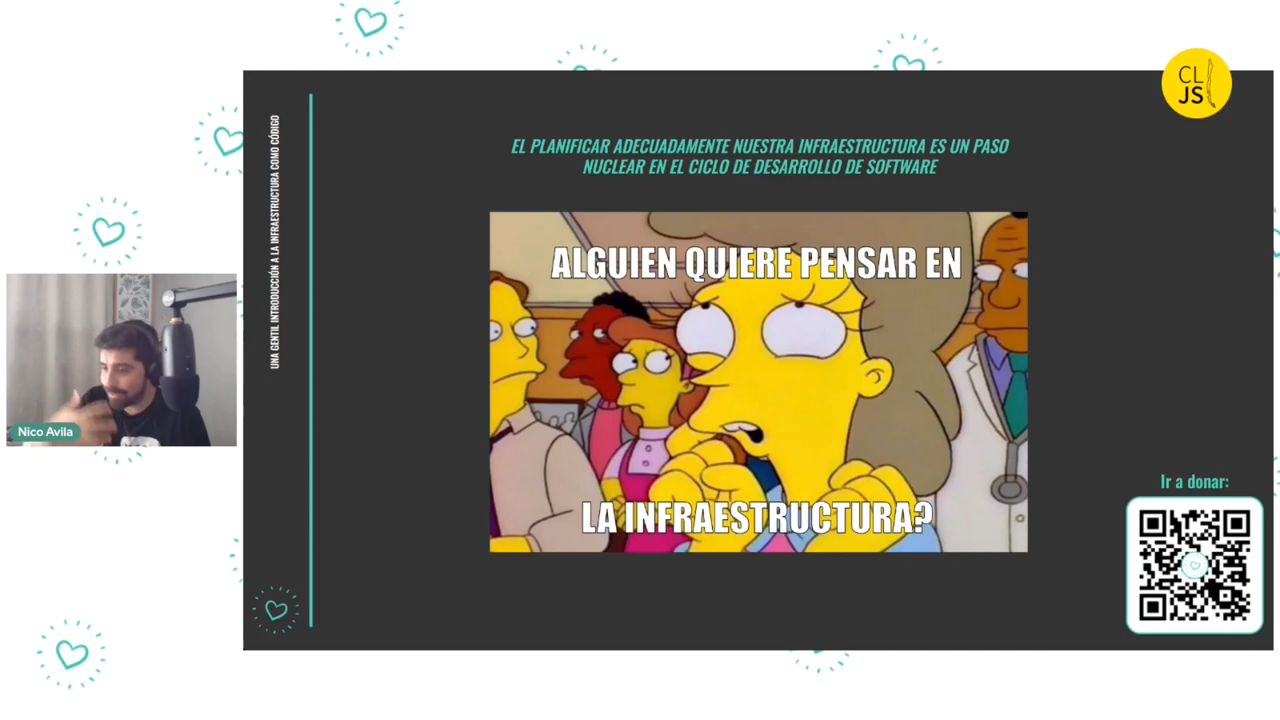 CL
JS
UNA GENTIL INTRODUCCIÓN A LA INFRAESTRUCTURA COMO CÓDIGO
EL PLANIFICAR ADECUADAMENTE NUESTRA INFRAESTRUCTURA ES UN PASO
NUCLEAR EN EL CICLO DE DESARROLLO DE SOFTWARE
ALGUIEN QUIERE PENSAR EN
LA INFRAESTRUCTURA?
Nico Avila
Ir a donar: